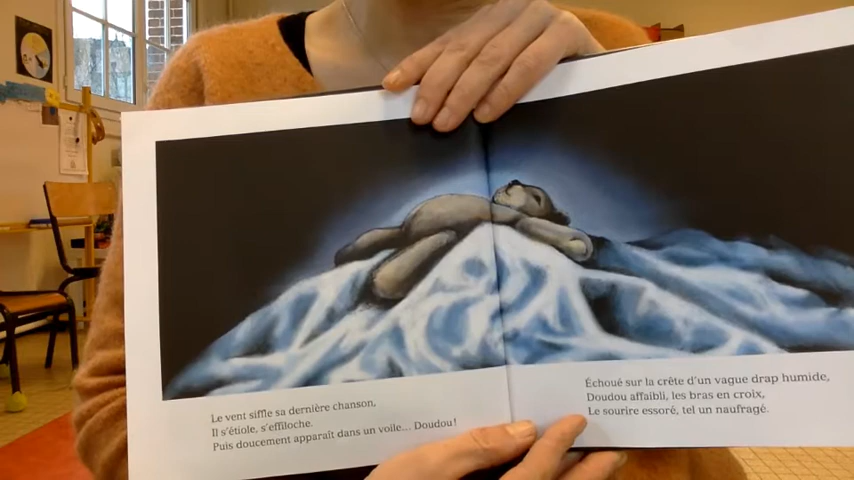 Le vent siffle sa dernière chanson,
Il s'étiole, s'effiloche.
Puis doucement apparaît dans un voile... Doudou !
Échoué sur la crête d'un vague drap humide,
Doudou affaibli, les bras en croix,
Le sourire essoré, tel un naufragé.